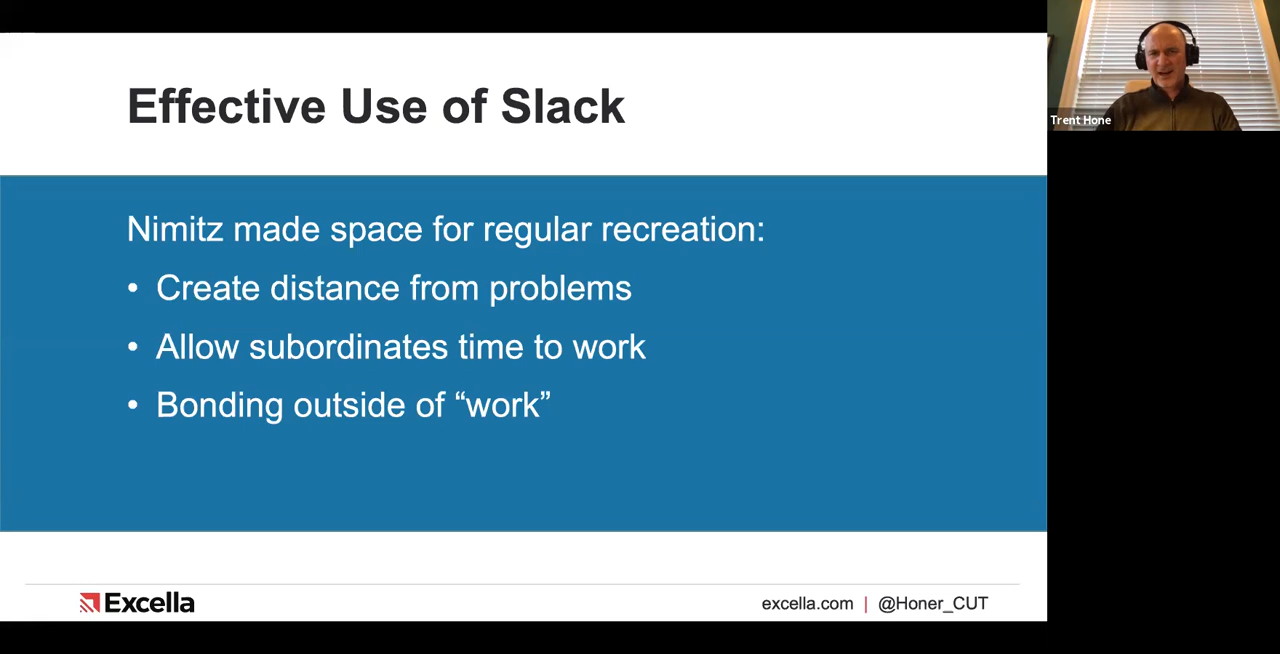 Effective Use of Slack
Trent Hone
Nimitz made space for regular recreation:
• Create distance from problems
• Allow subordinates time to work
• Bonding outside of “work”
Excella
excella.com | @Honer_CUT